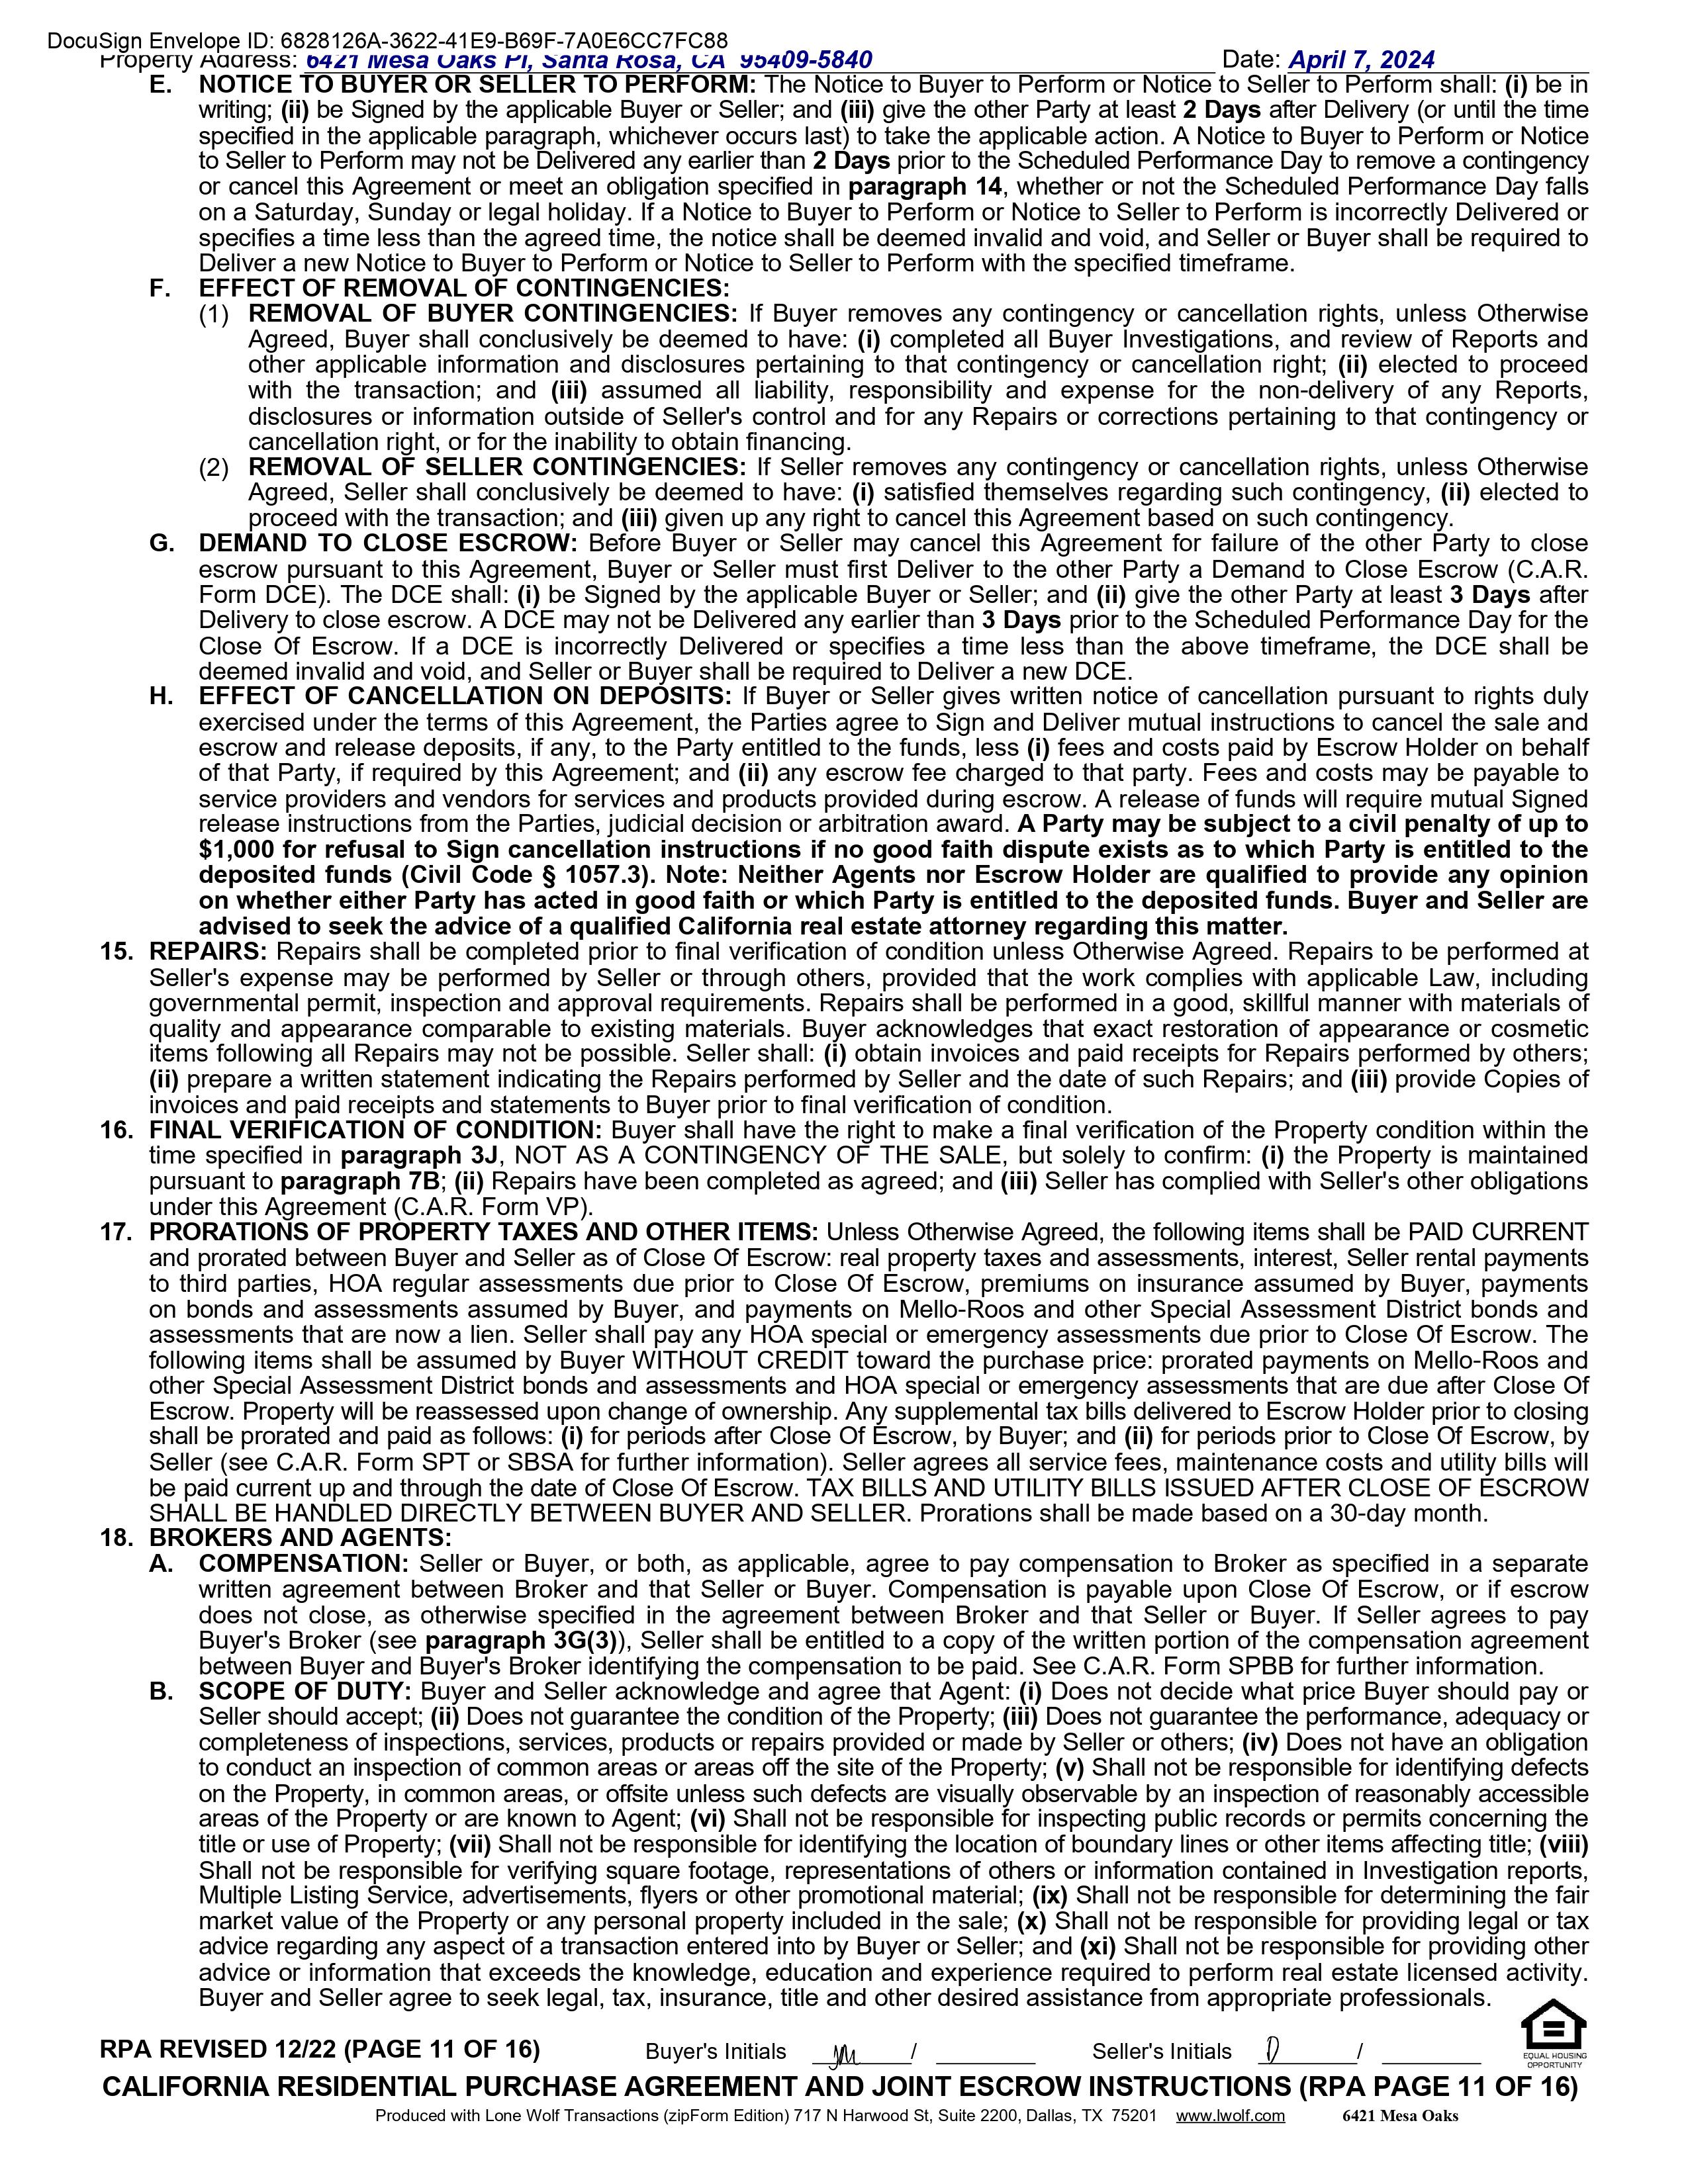 DocuSign Envelope ID: 6828126A-3622-41E9-B69F-7A0E6CC7FC88
Property Address: 6421 Mesa Oaks Pl, Santa Rosa, CA 95409-5840 Date: April 7, 2024
E. NOTICE TO BUYER OR SELLER TO PERFORM: The Notice to Buyer to Perform or Notice to Seller to Perform shall: (i) be in
writing; (ii) be Signed by the applicable Buyer or Seller; and (iii) give the other Party at least 2 Days after Delivery (or until the time
specified in the applicable paragraph, whichever occurs last) to take the applicable action. A Notice to Buyer to Perform or Notice
to Seller to Perform may not be Delivered any earlier than 2 Days prior to the Scheduled Performance Day to remove a contingency
or cancel this Agreement or meet an obligation specified in paragraph 14, whether or not the Scheduled Performance Day falls
on a Saturday, Sunday or legal holiday. If a Notice to Buyer to Perform or Notice to Seller to Perform is incorrectly Delivered or
specifies a time less than the agreed time, the notice shall be deemed invalid and void, and Seller or Buyer shall be required to
Deliver a new Notice to Buyer to Perform or Notice to Seller to Perform with the specified timeframe.
F. EFFECT OF REMOVAL OF CONTINGENCIES:
(1) REMOVAL OF BUYER CONTINGENCIES: If Buyer removes any contingency or cancellation rights, unless Otherwise
Agreed, Buyer shall conclusively be deemed to have: (i) completed all Buyer Investigations, and review of Reports and
other applicable information and disclosures pertaining to that contingency or cancellation right; (ii) elected to proceed
with the transaction; and (iii) assumed all liability, responsibility and expense for the non-delivery of any Reports,
disclosures or information outside of Seller's control and for any Repairs or corrections pertaining to that contingency or
cancellation right, or for the inability to obtain financing.
(2) REMOVAL OF SELLER CONTINGENCIES: If Seller removes any contingency or cancellation rights, unless Otherwise
Agreed, Seller shall conclusively be deemed to have: (i) satisfied themselves regarding such contingency, (ii) elected to
proceed with the transaction; and (iii) given up any right to cancel this Agreement based on such contingency.
G. DEMAND TO CLOSE ESCROW: Before Buyer or Seller may cancel this Agreement for failure of the other Party to close
escrow pursuant to this Agreement, Buyer or Seller must first Deliver to the other Party a Demand to Close Escrow (C.A.R.
Form DCE). The DCE shall: (i) be Signed by the applicable Buyer or Seller; and (ii) give the other Party at least 3 Days after
Delivery to close escrow. A DCE may not be Delivered any earlier than 3 Days prior to the Scheduled Performance Day for the
Close Of Escrow. If a DCE is incorrectly Delivered or specifies a time less than the above timeframe, the DCE shall be
deemed invalid and void, and Seller or Buyer shall be required to Deliver a new DCE.
H. EFFECT OF CANCELLATION ON DEPOSITS: If Buyer or Seller gives written notice of cancellation pursuant to rights duly
exercised under the terms of this Agreement, the Parties agree to Sign and Deliver mutual instructions to cancel the sale and
escrow and release deposits, if any, to the Party entitled to the funds, less (i) fees and costs paid by Escrow Holder on behalf
of that Party, if required by this Agreement; and (ii) any escrow fee charged to that party. Fees and costs may be payable to
service providers and vendors for services and products provided during escrow. A release of funds will require mutual Signed
release instructions from the Parties, judicial decision or arbitration award. A Party may be subject to a civil penalty of up to
$1,000 for refusal to Sign cancellation instructions if no good faith dispute exists as to which Party is entitled to the
deposited funds (Civil Code § 1057.3). Note: Neither Agents nor Escrow Holder are qualified to provide any opinion
on whether either Party has acted in good faith or which Party is entitled to the deposited funds. Buyer and Seller are
advised to seek the advice of a qualified California real estate attorney regarding this matter.
15. REPAIRS: Repairs shall be completed prior to final verification of condition unless Otherwise Agreed. Repairs to be performed at
Seller's expense may be performed by Seller or through others, provided that the work complies with applicable Law, including
governmental permit, inspection and approval requirements. Repairs shall be performed in a good, skillful manner with materials of
quality and appearance comparable to existing materials. Buyer acknowledges that exact restoration of appearance or cosmetic
items following all Repairs may not be possible. Seller shall: (i) obtain invoices and paid receipts for Repairs performed by others;
(ii) prepare a written statement indicating the Repairs performed by Seller and the date of such Repairs; and (iii) provide Copies of
invoices and paid receipts and statements to Buyer prior to final verification of condition.
16. FINAL VERIFICATION OF CONDITION: Buyer shall have the right to make a final verification of the Property condition within the
time specified in paragraph 3J, NOT AS A CONTINGENCY OF THE SALE, but solely to confirm: (i) the Property is maintained
pursuant to paragraph 7B; (ii) Repairs have been completed as agreed; and (iii) Seller has complied with Seller's other obligations
under this Agreement (C.A.R. Form VP).
17. PRORATIONS OF PROPERTY TAXES AND OTHER ITEMS: Unless Otherwise Agreed, the following items shall be PAID CURRENT
and prorated between Buyer and Seller as of Close Of Escrow: real property taxes and assessments, interest, Seller rental payments
to third parties, HOA regular assessments due prior to Close Of Escrow, premiums on insurance assumed by Buyer, payments
on bonds and assessments assumed by Buyer, and payments on Mello-Roos and other Special Assessment District bonds and
assessments that are now a lien. Seller shall pay any HOA special or emergency assessments due prior to Close Of Escrow. The
following items shall be assumed by Buyer WITHOUT CREDIT toward the purchase price: prorated payments on Mello-Roos and
other Special Assessment District bonds and assessments and HOA special or emergency assessments that are due after Close Of
Escrow. Property will be reassessed upon change of ownership. Any supplemental tax bills delivered to Escrow Holder prior to closing
shall be prorated and paid as follows: (i) for periods after Close Of Escrow, by Buyer; and (ii) for periods prior to Close Of Escrow, by
Seller (see C.A.R. Form SPT or SBSA for further information). Seller agrees all service fees, maintenance costs and utility bills will
be paid current up and through the date of Close Of Escrow. TAX BILLS AND UTILITY BILLS ISSUED AFTER CLOSE OF ESCROW
SHALL BE HANDLED DIRECTLY BETWEEN BUYER AND SELLER. Prorations shall be made based on a 30-day month.
18. BROKERS AND AGENTS:
A. COMPENSATION: Seller or Buyer, or both, as applicable, agree to pay compensation to Broker as specified in a separate
written agreement between Broker and that Seller or Buyer. Compensation is payable upon Close Of Escrow, or if escrow
does not close, as otherwise specified in the agreement between Broker and that Seller or Buyer. If Seller agrees to pay
Buyer's Broker (see paragraph 3G(3)), Seller shall be entitled to a copy of the written portion of the compensation agreement
between Buyer and Buyer's Broker identifying the compensation to be paid. See C.A.R. Form SPBB for further information.
B. SCOPE OF DUTY: Buyer and Seller acknowledge and agree that Agent: (i) Does not decide what price Buyer should pay or
Seller should accept; (ii) Does not guarantee the condition of the Property; (iii) Does not guarantee the performance, adequacy or
completeness of inspections, services, products or repairs provided or made by Seller or others; (iv) Does not have an obligation
to conduct an inspection of common areas or areas off the site of the Property; (v) Shall not be responsible for identifying defects
on the Property, in common areas, or offsite unless such defects are visually observable by an inspection of reasonably accessible
areas of the Property or are known to Agent; (vi) Shall not be responsible for inspecting public records or permits concerning the
title or use of Property; (vii) Shall not be responsible for identifying the location of boundary lines or other items affecting title; (viii)
Shall not be responsible for verifying square footage, representations of others or information contained in Investigation reports,
Multiple Listing Service, advertisements, flyers or other promotional material; (ix) Shall not be responsible for determining the fair
market value of the Property or any personal property included in the sale; (x) Shall not be responsible for providing legal or tax
advice regarding any aspect of a transaction entered into by Buyer or Seller; and (xi) Shall not be responsible for providing other
advice or information that exceeds the knowledge, education and experience required to perform real estate licensed activity.
Buyer and Seller agree to seek legal, tax, insurance, title and other desired assistance from appropriate professionals.
RPA REVISED 12/22 (PAGE 11 OF 16) Buyer's Initials / Seller's Initials /
EQUAL HOUSING
OPPORTUNITY
CALIFORNIA RESIDENTIAL PURCHASE AGREEMENT AND JOINT ESCROW INSTRUCTIONS (RPA PAGE 11 OF 16)
Produced with Lone Wolf Transactions (zipForm Edition) 717 N Harwood St, Suite 2200, Dallas, TX 75201 www.lwolf.com 6421 Mesa Oaks